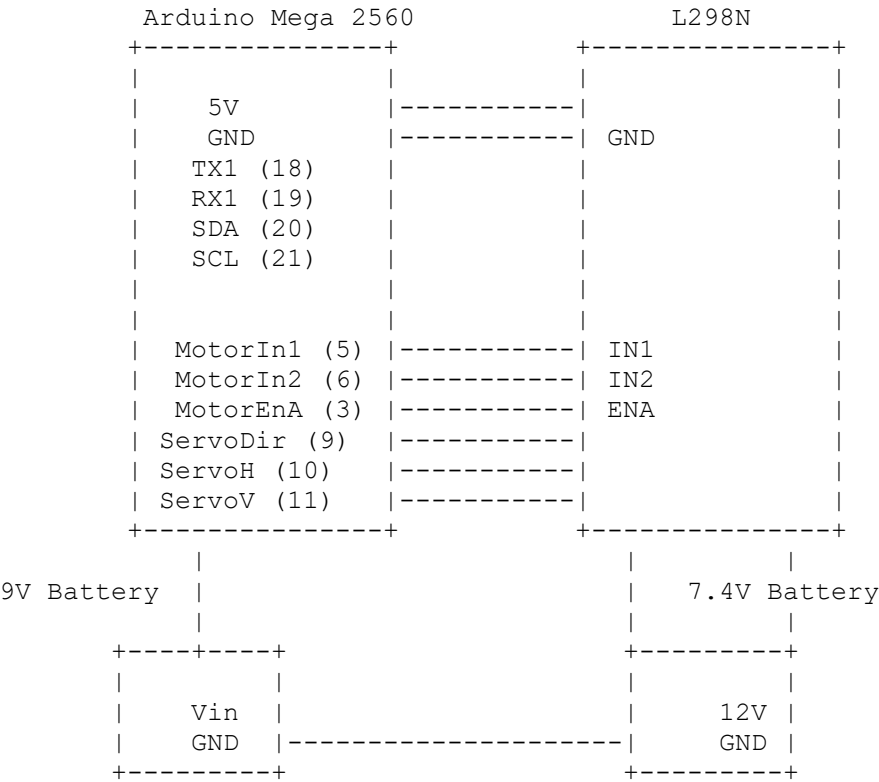 Arduino Mega 2560 L298N
5V
GND GND
TX1 (18)
RX1 (19)
SDA (20)
SCL (21)
MotorIn1 (5) IN1
MotorIn2 (6) IN2
MotorEnA (3) ENA
ServoDir (9)
ServoH (10)
ServoV (11)
9V Battery 7.4V Battery
Vin 12V
GND GND